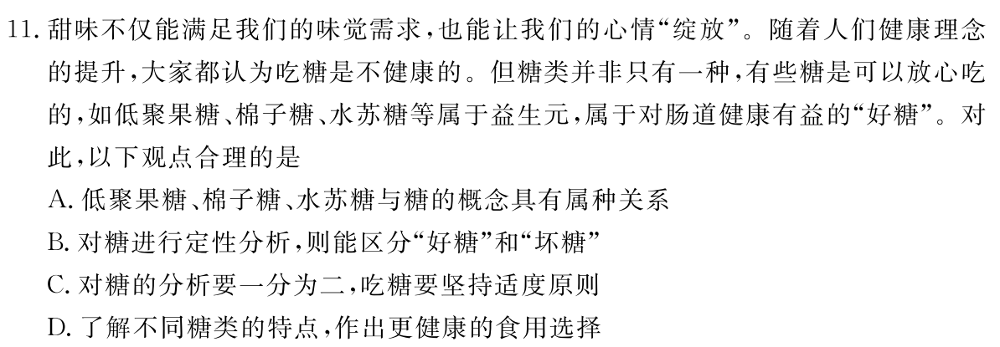 11. 甜味不仅能满足我们的味觉需求,也能让我们的心情“绽放”。随着人们健康理念
的提升,大家都认为吃糖是不健康的。但糖类并非只有一种,有些糖是可以放心吃
的,如低聚果糖、棉子糖、水苏糖等属于益生元,属于对肠道健康有益的“好糖”。对
此,以下观点合理的是
A. 低聚果糖、棉子糖、水苏糖与糖的概念具有属种关系
B. 对糖进行定性分析,则能区分“好糖”和“坏糖”
C. 对糖的分析要一分为二,吃糖要坚持适度原则
D. 了解不同糖类的特点,作出更健康的食用选择